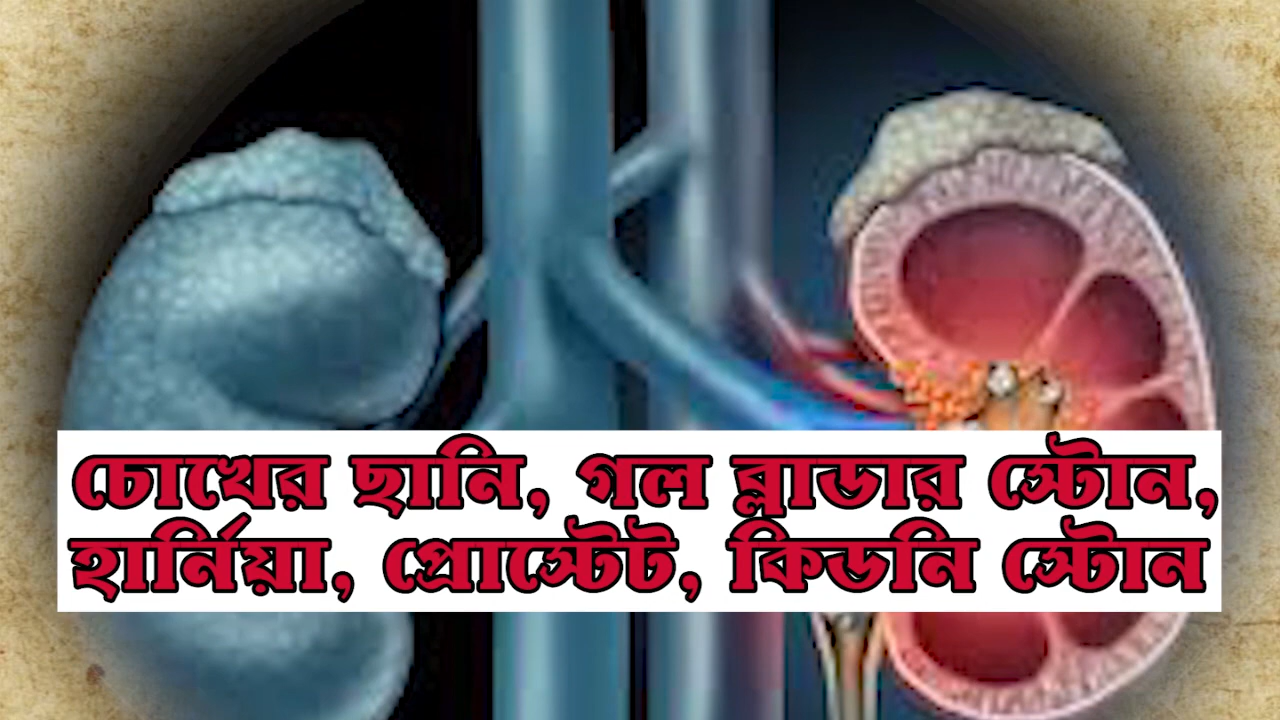 চোখের ছানি, গল ব্লাডার স্টোন,
হার্নিয়া, প্রোস্টেট, কিডনি স্টোন